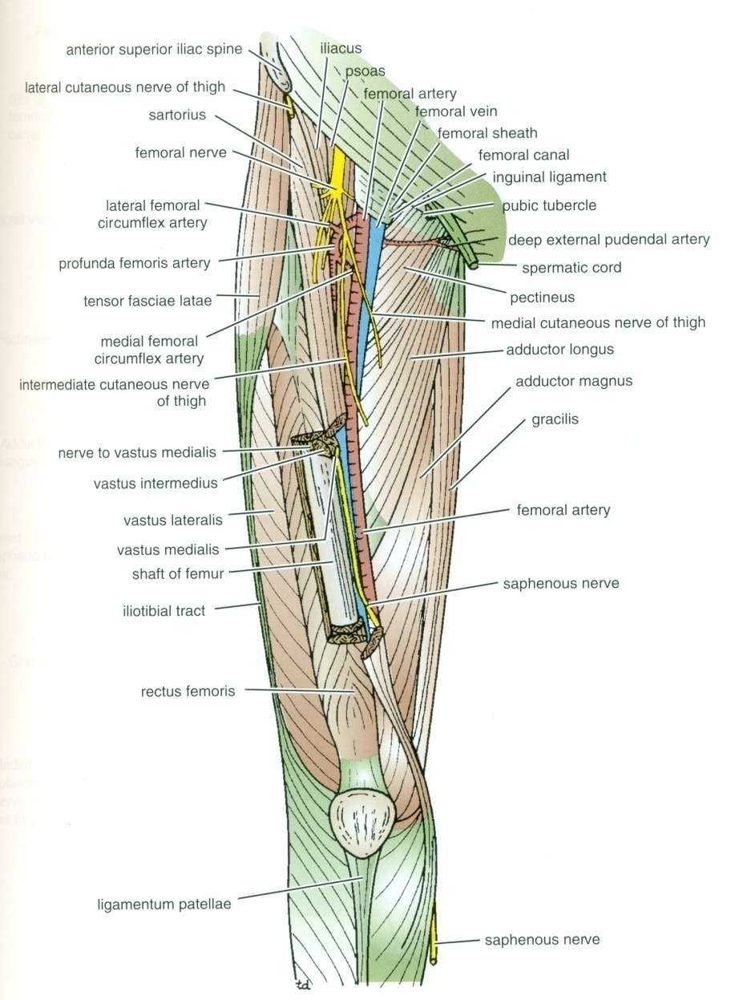 anterior superior iliac spine
iliacus
psoas
lateral cutaneous nerve of thigh
femoral artery
femoral vein
sartorius
femoral sheath
femoral nerve
femoral canal
inguinal ligament
lateral femoral
circumflex artery
pubic tubercle
deep external pudendal artery
profunda femoris artery
spermatic cord
tensor fasciae latae
pectineus
medial cutaneous nerve of thigh
medial femoral
circumflex artery
adductor longus
intermediate cutaneous nerve
of thigh
adductor magnus
gracilis
nerve to vastus medialis
vastus intermedius
vastus lateralis
femoral artery
vastus medialis
shaft of femur
saphenous nerve
iliotibial tract
rectus femoris
ligamentum patellae
saphenous nerve
td